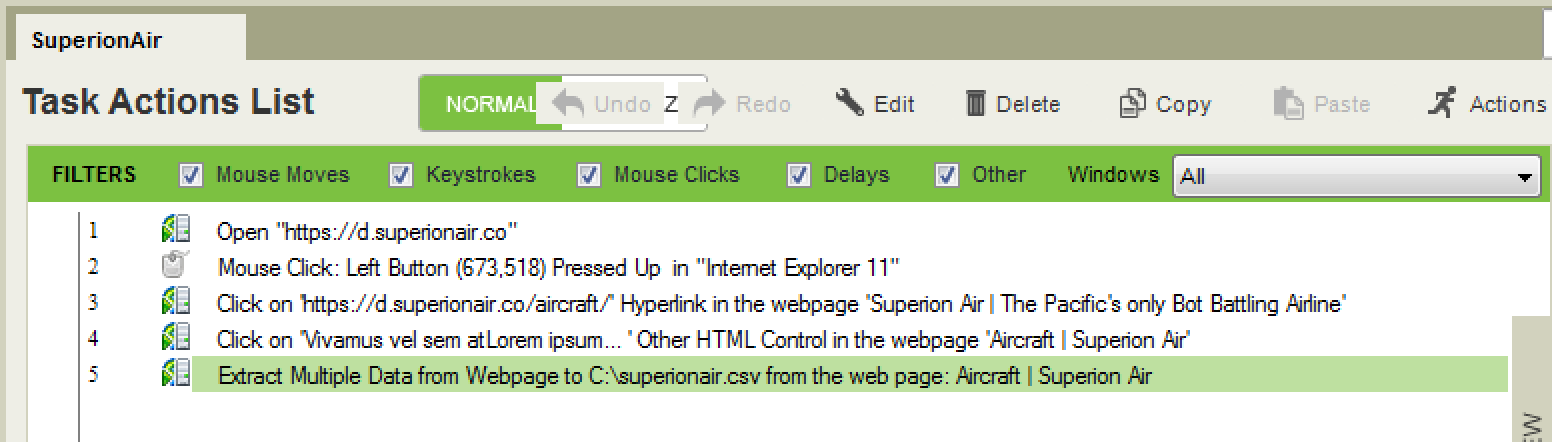 SuperionAir
Task Actions List NORMAL Undo Z Redo Edit Delete Copy Paste Actions
FILTERS Mouse Moves Keystrokes Mouse Clicks Delays Other Windows All
1 Open "https://d.superionair.co"
2 Mouse Click: Left Button (673,518) Pressed Up in "Internet Explorer 11"
3 Click on 'https://d.superionair.co/aircraft/" Hyperlink in the webpage 'Superion Air | The Pacific's only Bot Battling Airline'
4 Click on 'Vivamus vel sem atLorem ipsum... ' Other HTML Control in the webpage 'Aircraft | Superion Air'
5 Extract Multiple Data from Webpage to C:\superionair.csv from the web page: Aircraft | Superion Air